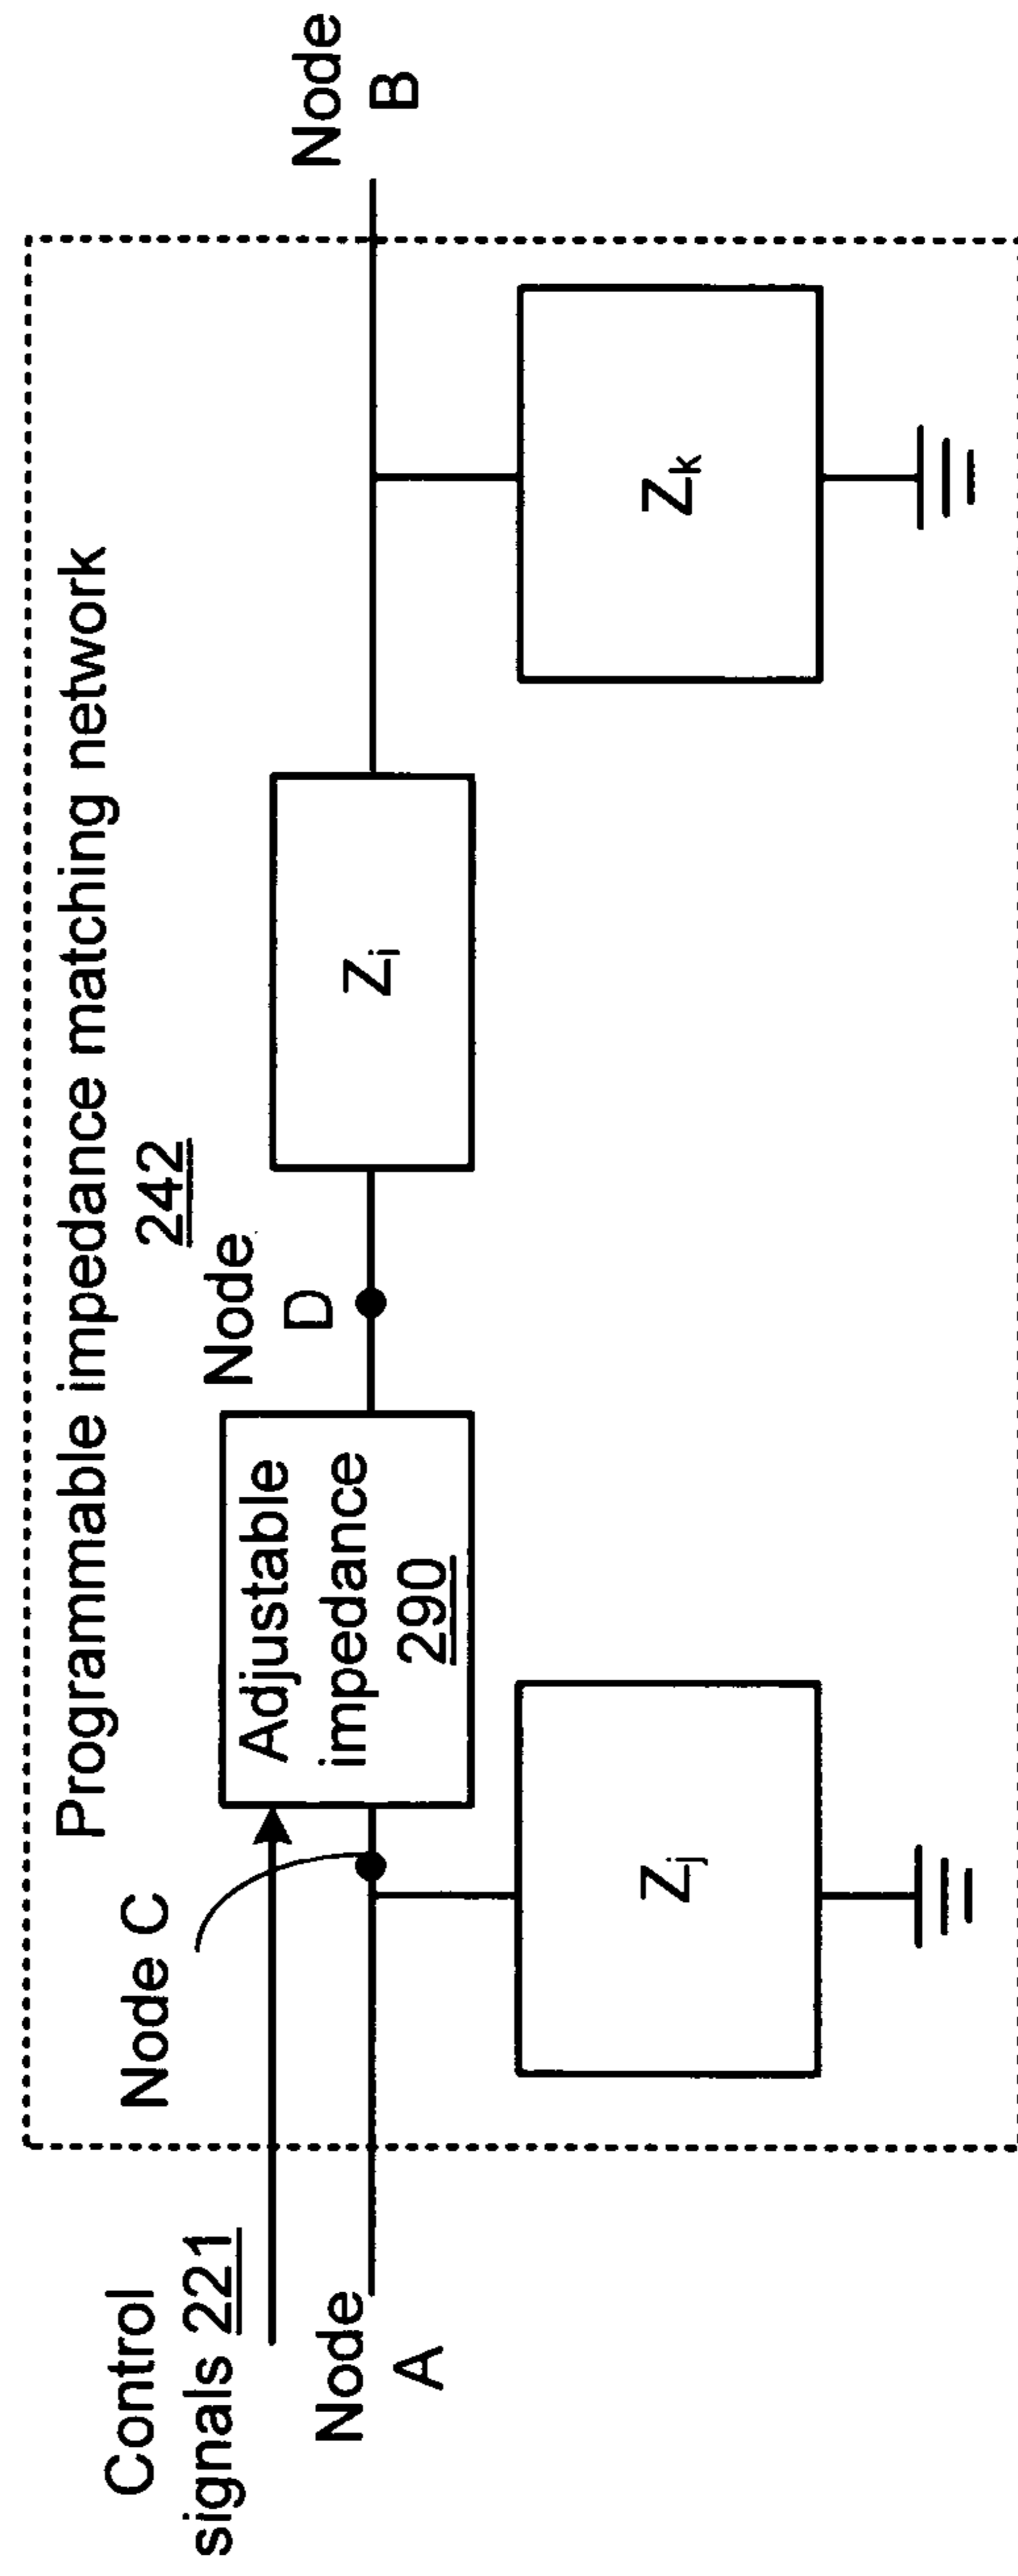 Programmable impedance matching network
242
Control
signals 221
Node C
Node
A
Adjustable
impedance
290
Node
D
Zi
Node
B
Zj
Zk